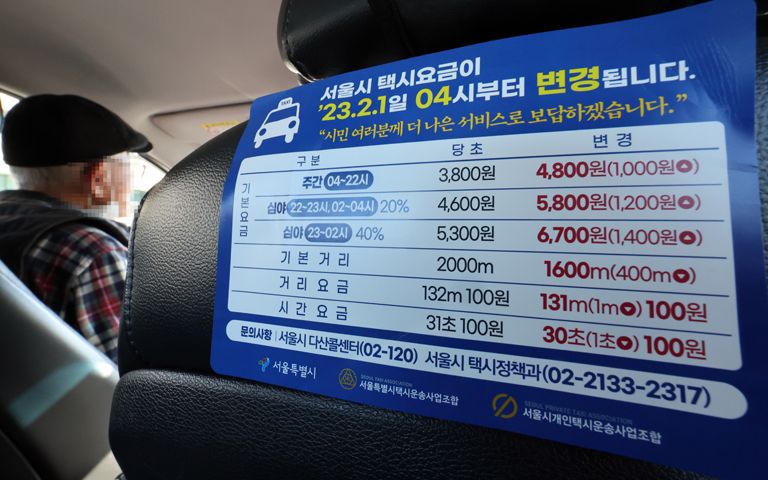 서울시 택시요금이
'23.2.1일 04시부터 변경됩니다.
"시민 여러분께 더 나은 서비스로 보답하겠습니다."
TAXI
구분 당초 변경
기본요금
주간 04~22시 3,800원 4,800원(1,000원▲)
심야 22~23시, 02~04시 20% 4,600원 5,800원(1,200원▲)
심야 23~02시 40% 5,300원 6,700원(1,400원▲)
기본거리 2000m 1600m(400m▼)
거리요금 132m 100원 131m(1m▼) 100원
시간요금 31초 100원 30초(1초▼) 100원
문의사항 서울시 다산콜센터(02-120) 서울시 택시정책과(02-2133-2317)
서울특별시
SEOUL TAXI ASSOCIATION
서울특별시택시운송사업조합
SEOUL PRIVATE TAXI ASSOCIATION
서울시개인택시운송사업조합